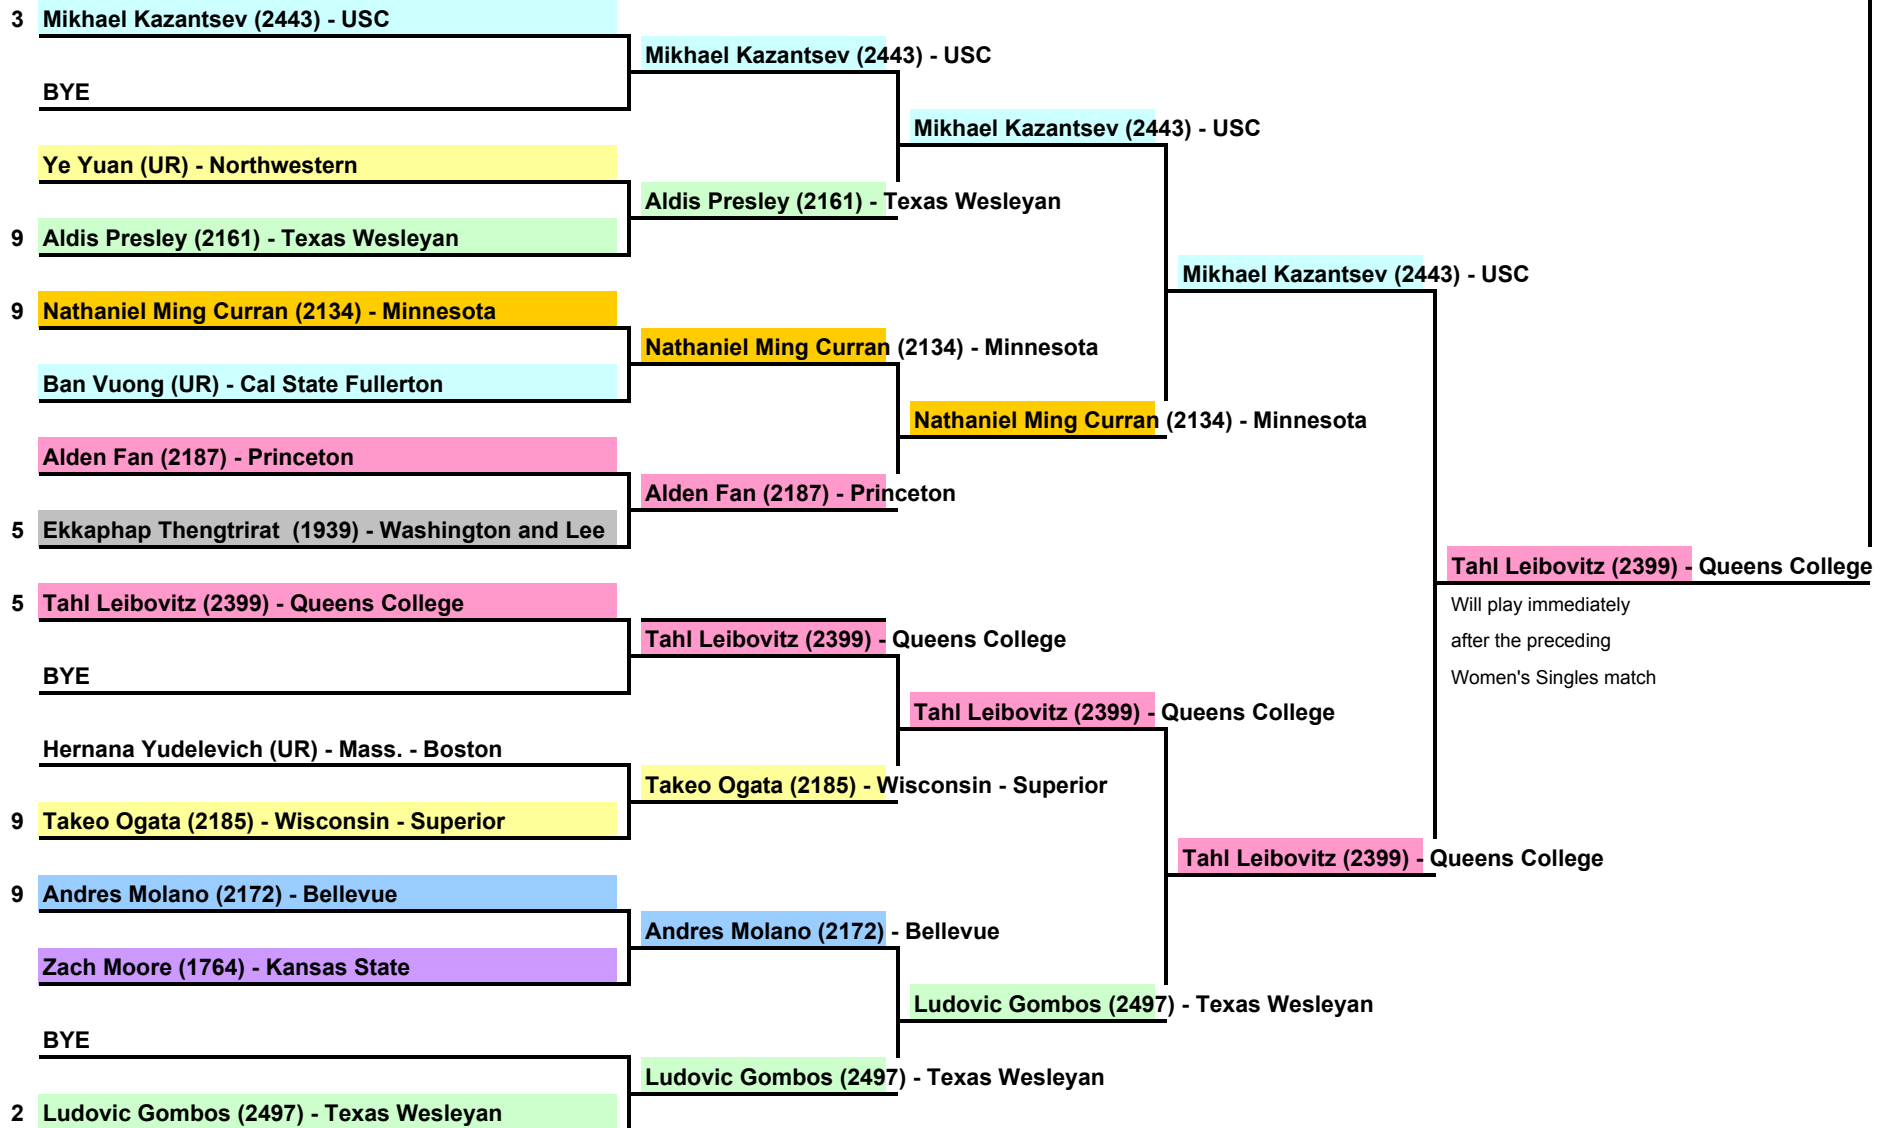 3 Mikhael Kazantsev (2443) - USC
Mikhael Kazantsev (2443) - USC
BYE
Mikhael Kazantsev (2443) - USC
Ye Yuan (UR) - Northwestern
Aldis Presley (2161) - Texas Wesleyan
9 Aldis Presley (2161) - Texas Wesleyan
Mikhael Kazantsev (2443) - USC
9 Nathaniel Ming Curran (2134) - Minnesota
Nathaniel Ming Curran (2134) - Minnesota
Ban Vuong (UR) - Cal State Fullerton
Nathaniel Ming Curran (2134) - Minnesota
Alden Fan (2187) - Princeton
Alden Fan (2187) - Princeton
5 Ekkaphap Thengtrirat (1939) - Washington and Lee
Tahl Leibovitz (2399) - Queens College
5 Tahl Leibovitz (2399) - Queens College
Will play immediately
Tahl Leibovitz (2399) - Queens College
after the preceding
BYE
Women's Singles match
Tahl Leibovitz (2399) - Queens College
Hernana Yudelevich (UR) - Mass. - Boston
Takeo Ogata (2185) - Wisconsin - Superior
9 Takeo Ogata (2185) - Wisconsin - Superior
Tahl Leibovitz (2399) - Queens College
9 Andres Molano (2172) - Bellevue
Andres Molano (2172) - Bellevue
Zach Moore (1764) - Kansas State
Ludovic Gombos (2497) - Texas Wesleyan
BYE
Ludovic Gombos (2497) - Texas Wesleyan
2 Ludovic Gombos (2497) - Texas Wesleyan